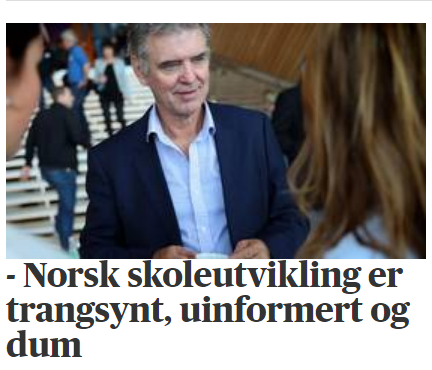 - Norsk skoleutvikling er
trangsynt, uinformert og
dum